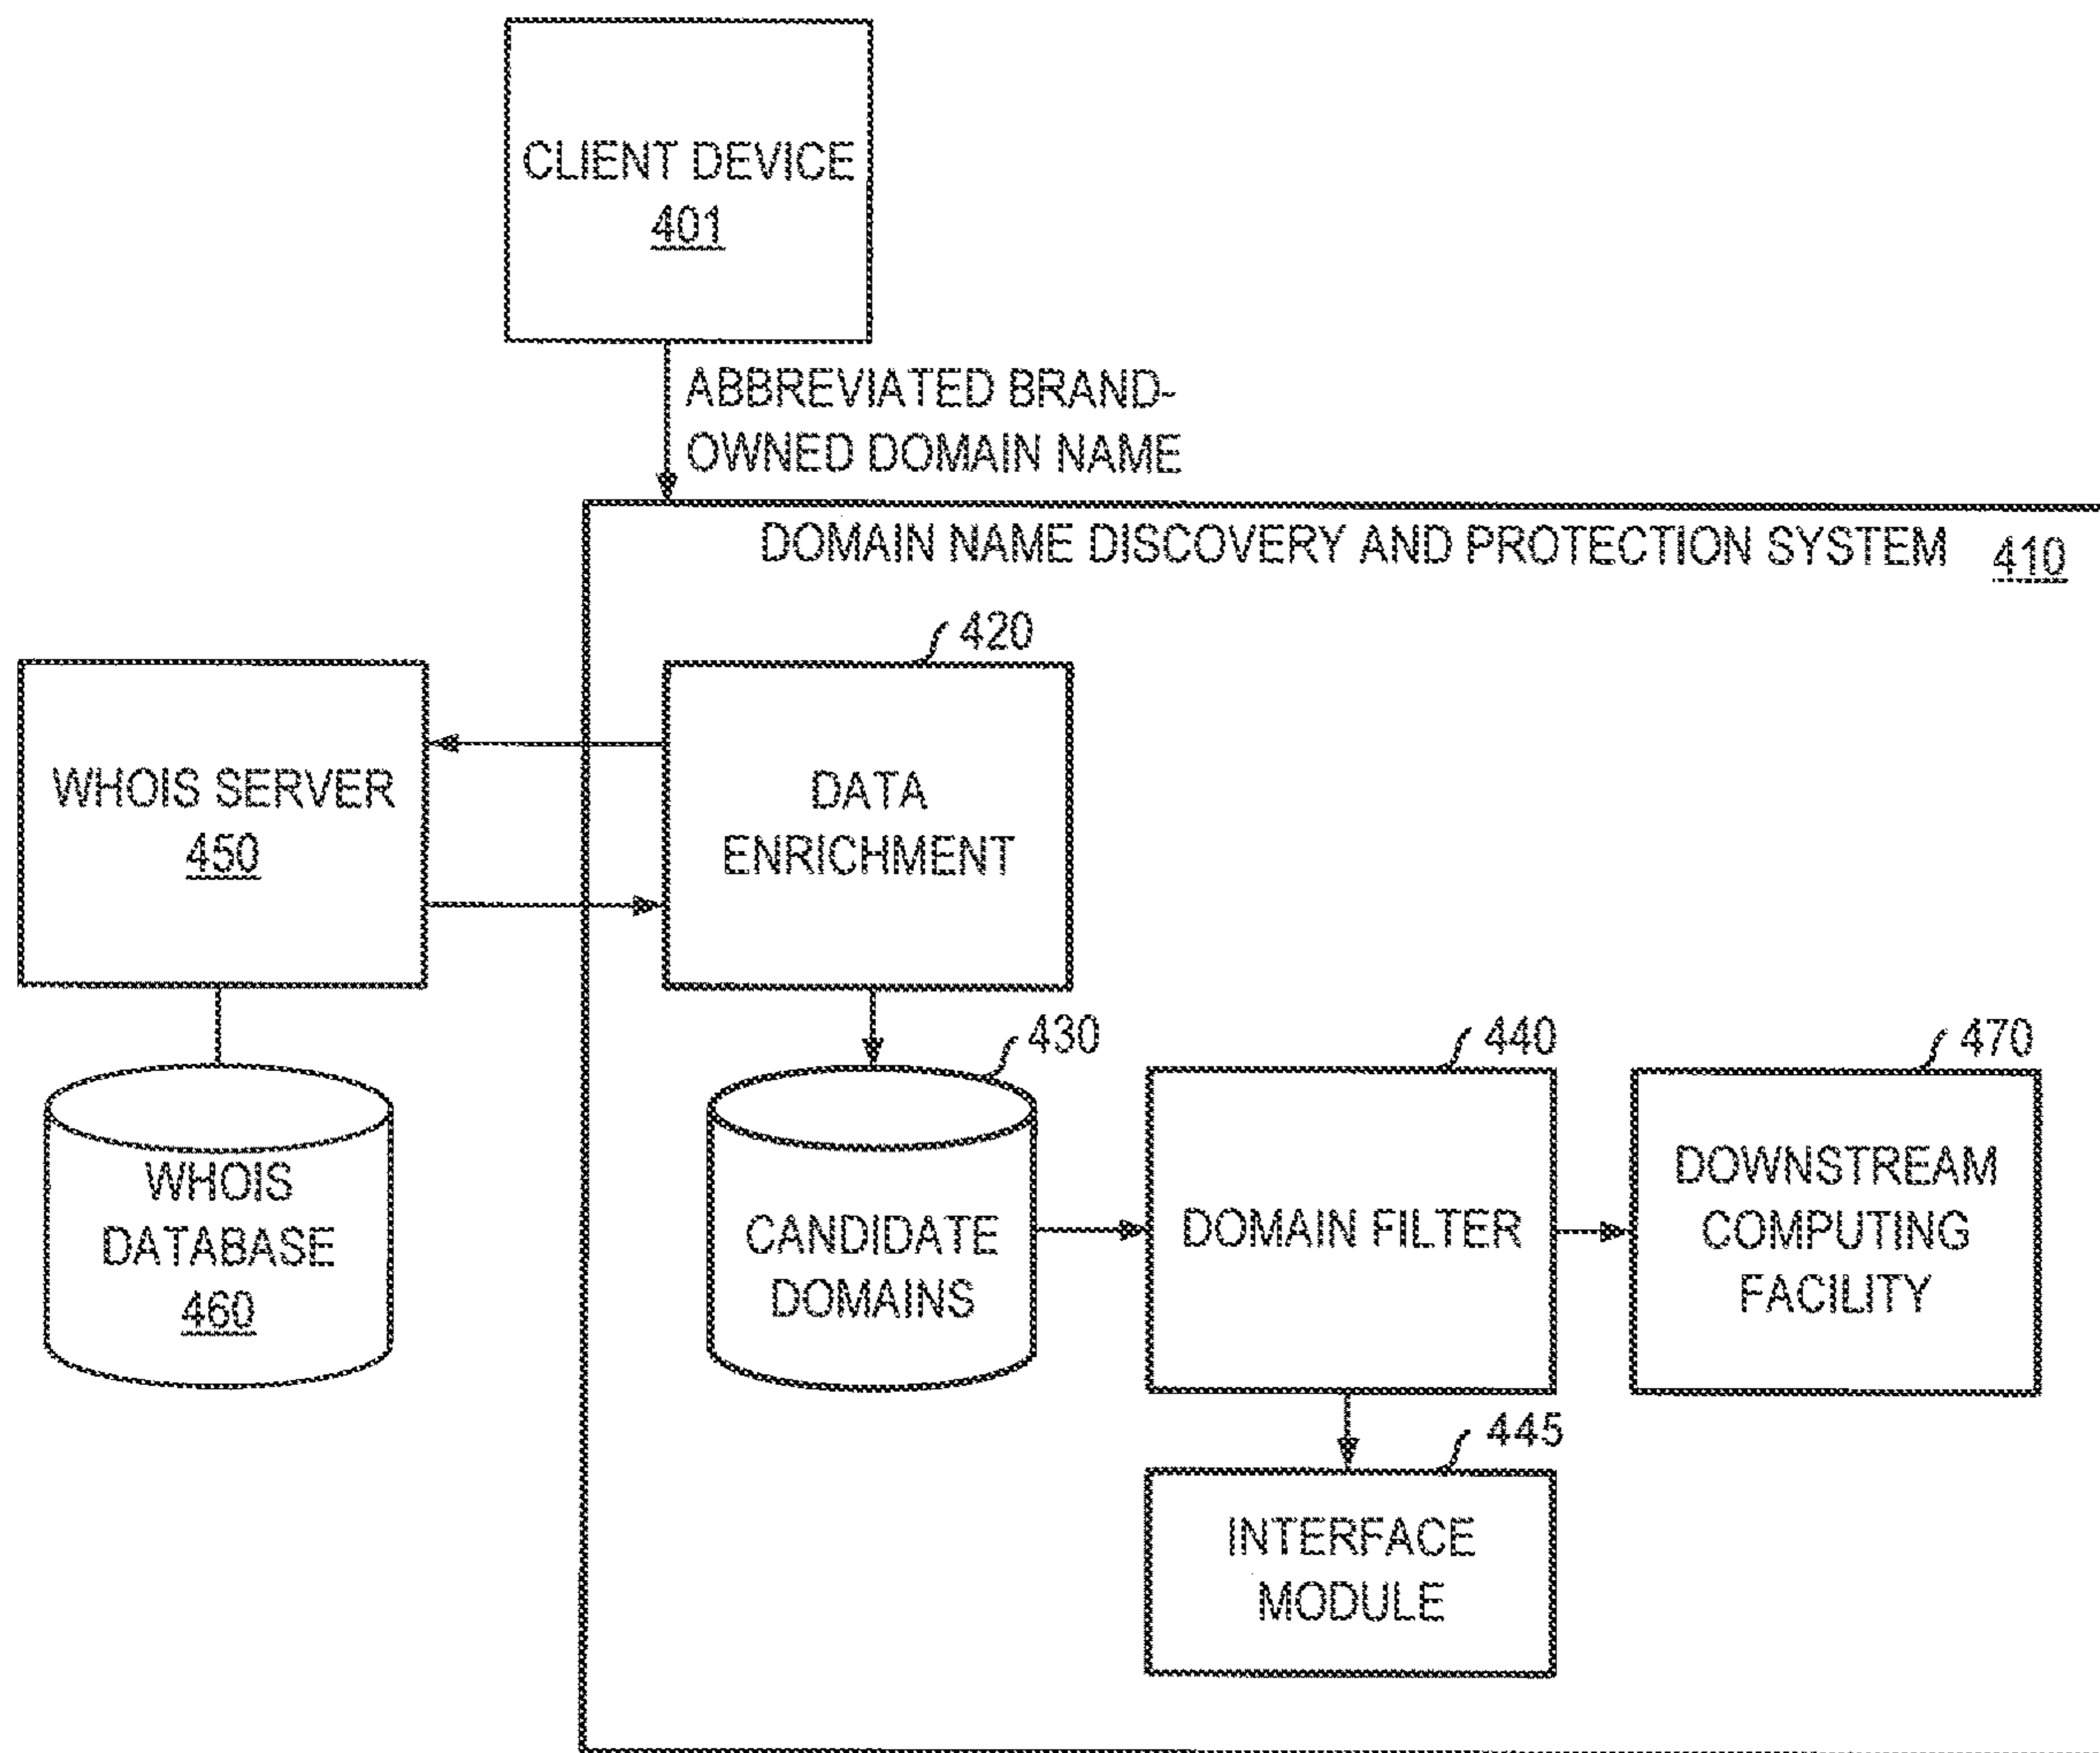 CLIENT DEVICE
401
ABBREVIATED BRAND-
OWNED DOMAIN NAME
DOMAIN NAME DISCOVERY AND PROTECTION SYSTEM 410
420
WHOIS SERVER
450
DATA
ENRICHMENT
430
440
470
WHOIS
DATABASE
460
CANDIDATE
DOMAINS
DOMAIN FILTER
DOWNSTREAM
COMPUTING
FACILITY
445
INTERFACE
MODULE